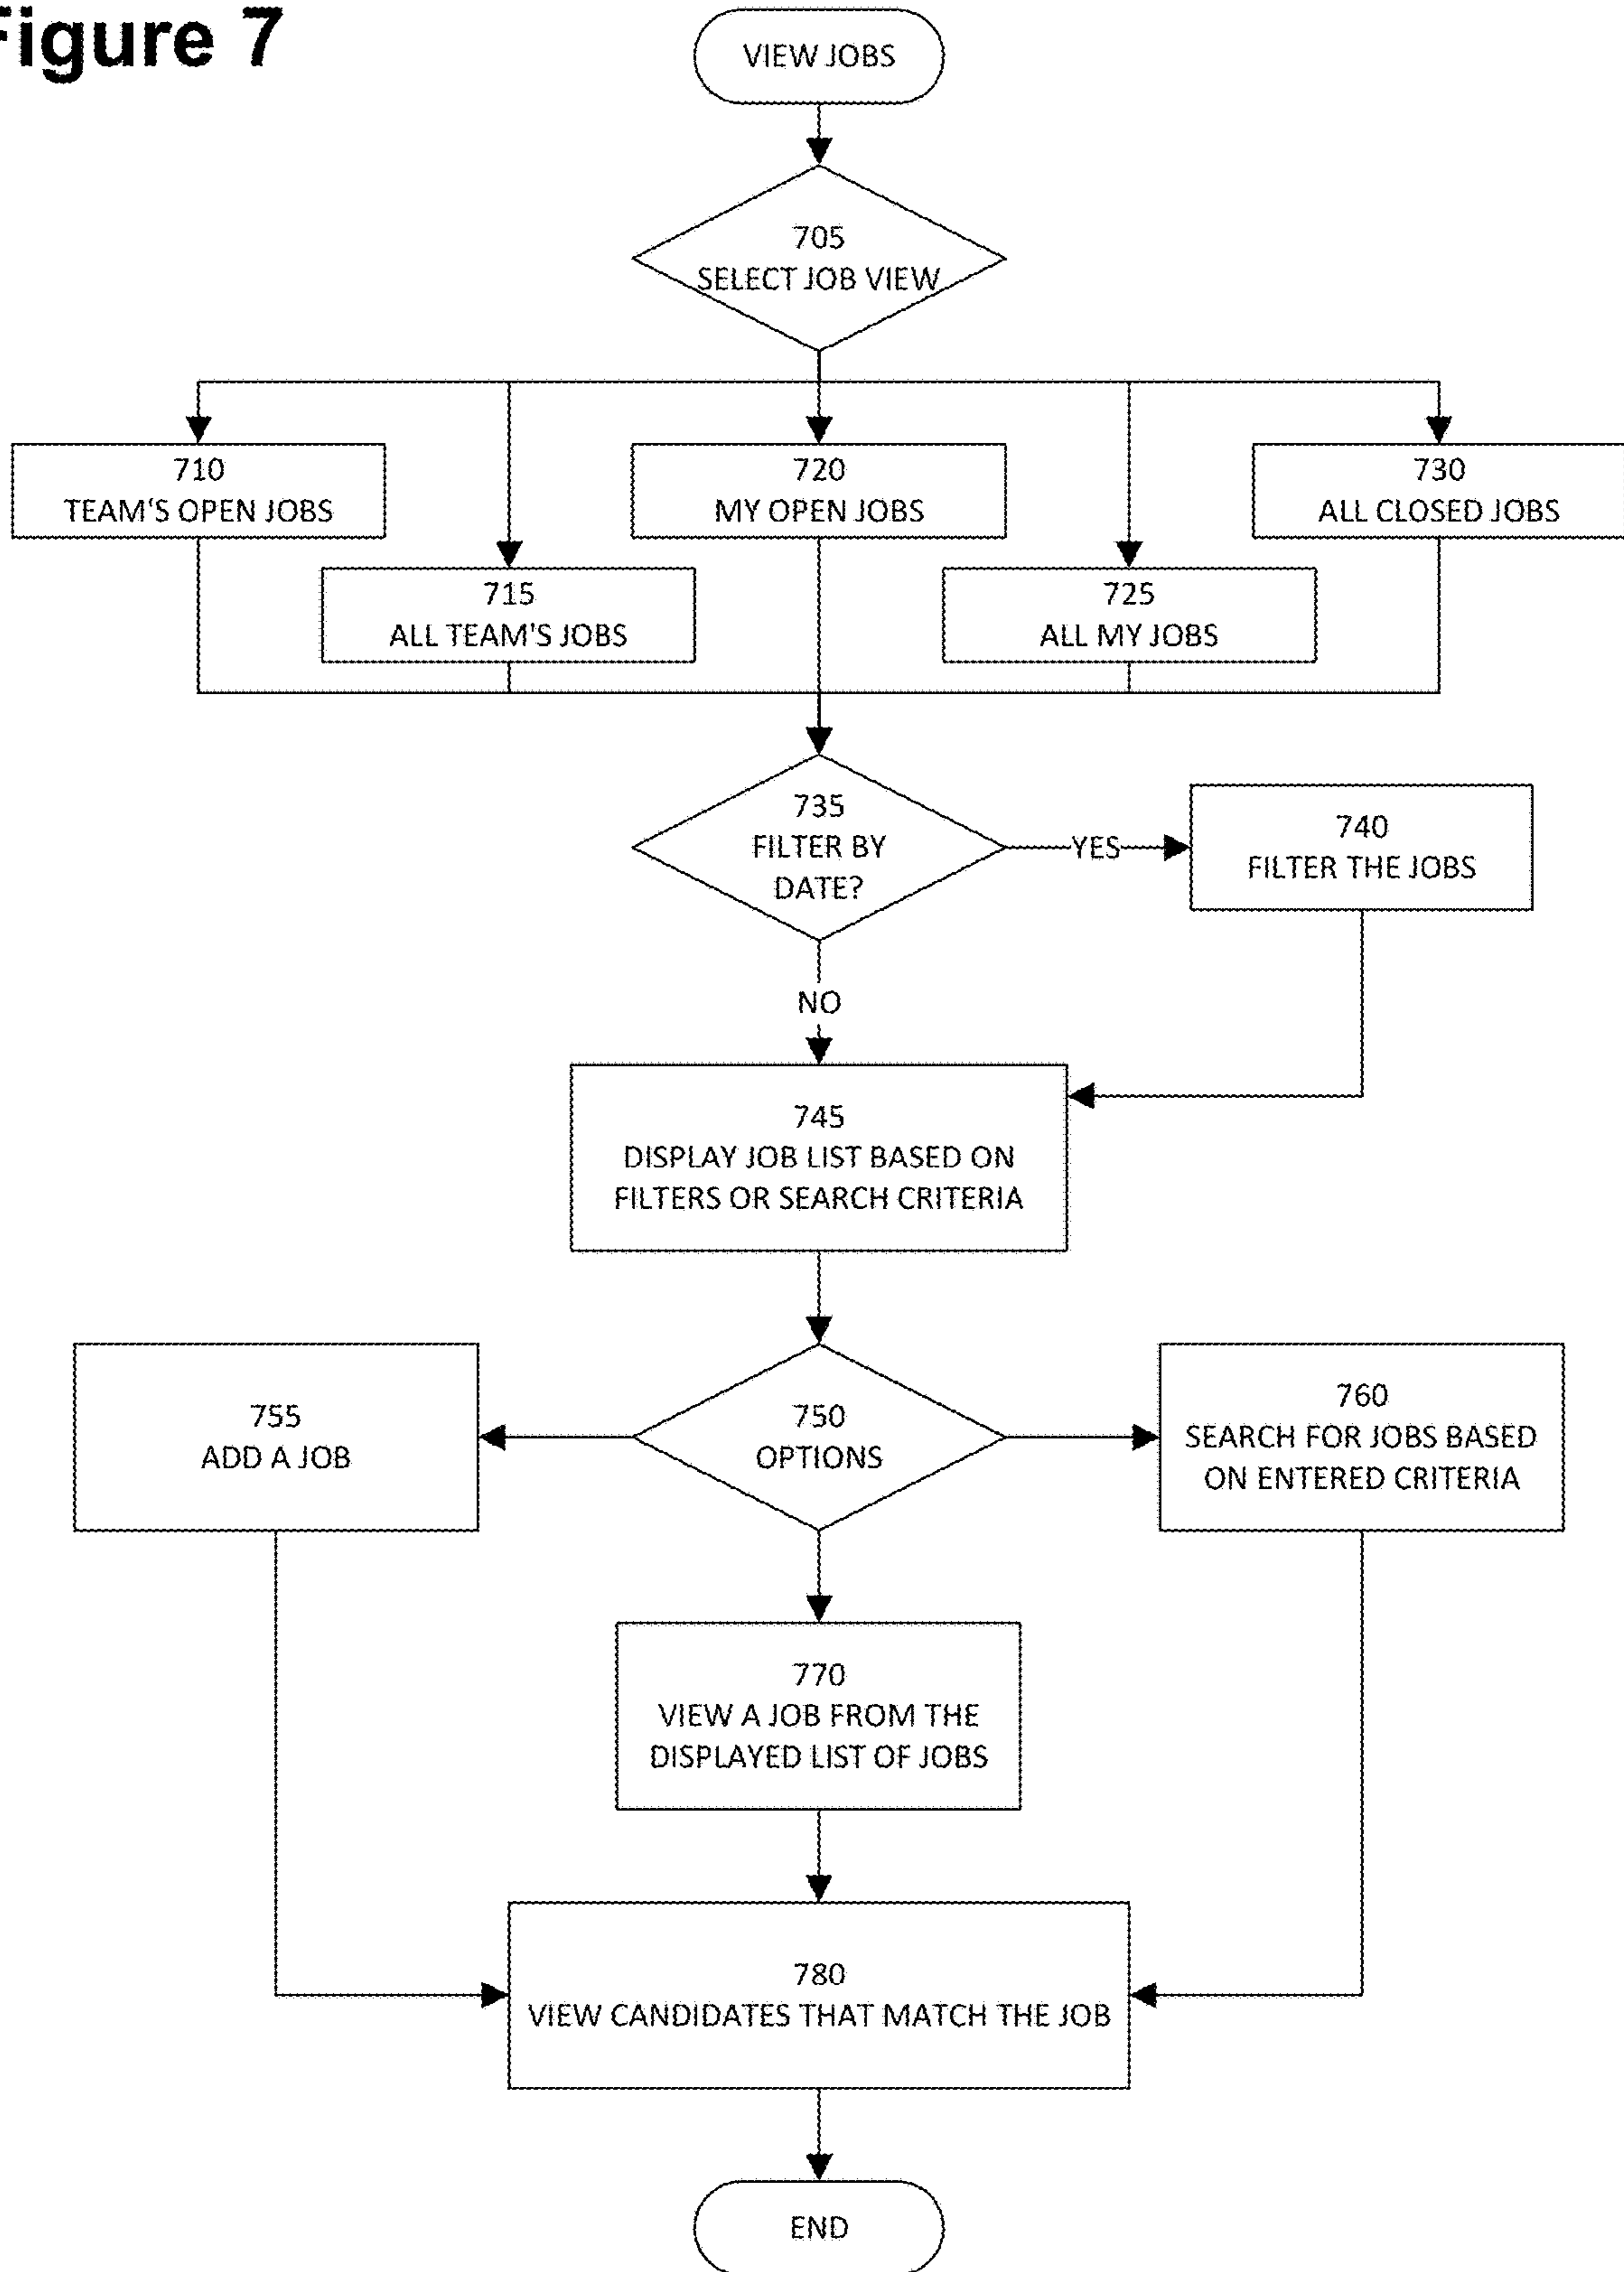 Figure 7
VIEW JOBS
705
SELECT JOB VIEW
710
TEAM'S OPEN JOBS
720
MY OPEN JOBS
730
ALL CLOSED JOBS
715
ALL TEAM'S JOBS
725
ALL MY JOBS
735
FILTER BY
DATE?
YES
740
FILTER THE JOBS
NO
745
DISPLAY JOB LIST BASED ON
FILTERS OR SEARCH CRITERIA
755
ADD A JOB
750
OPTIONS
760
SEARCH FOR JOBS BASED
ON ENTERED CRITERIA
770
VIEW A JOB FROM THE
DISPLAYED LIST OF JOBS
780
VIEW CANDIDATES THAT MATCH THE JOB
END